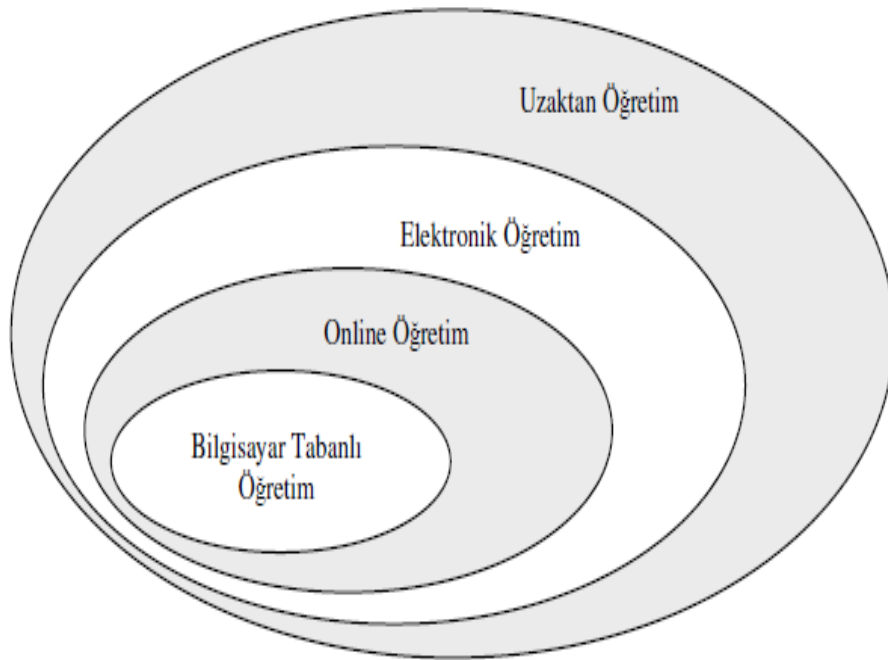 Uzaktan Öğretim
Elektronik Öğretim
Online Öğretim
Bilgisayar Tabanlı
Öğretim